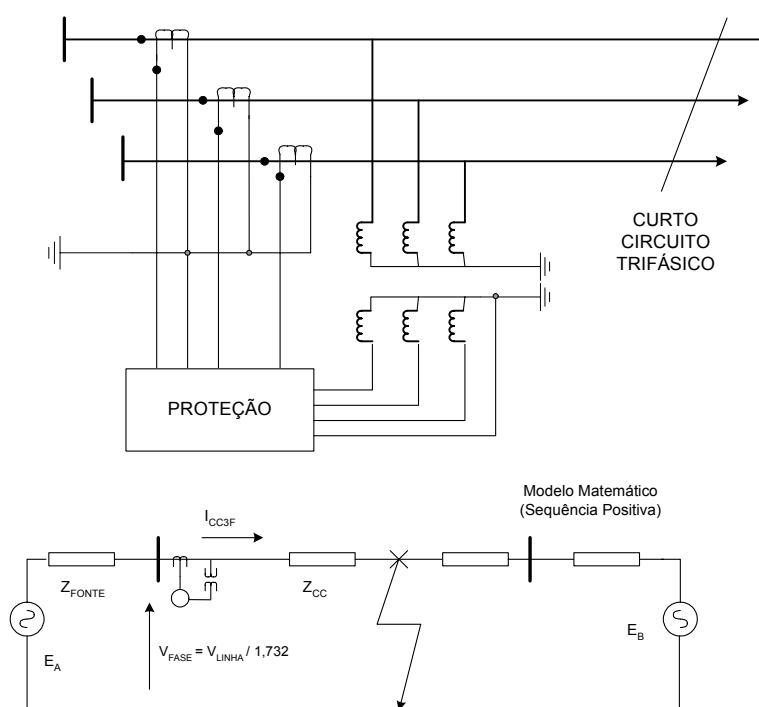 CURTO
CIRCUITO
TRIFÁSICO
PROTEÇÃO
Modelo Matemático
(Sequência Positiva)
I_CC3F
Z_FONTE
Z_CC
E_A
V_FASE = V_LINHA / 1,732
E_B